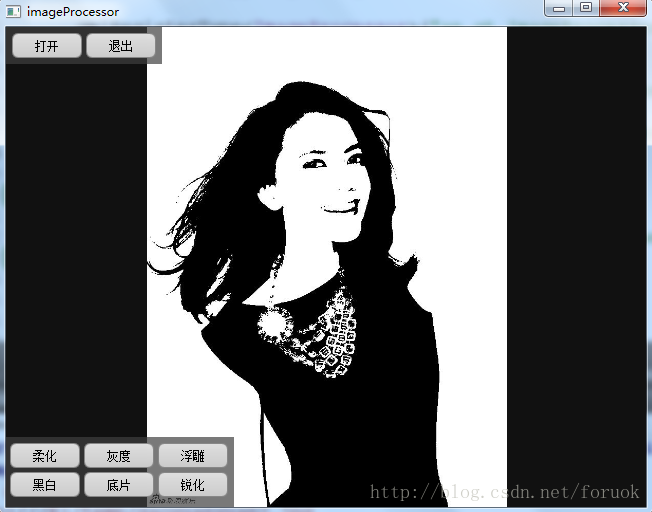 imageProcessor
打开 退出
柔化 灰度 浮雕
黑白 底片 锐化
http://blog.csdn.net/foruok